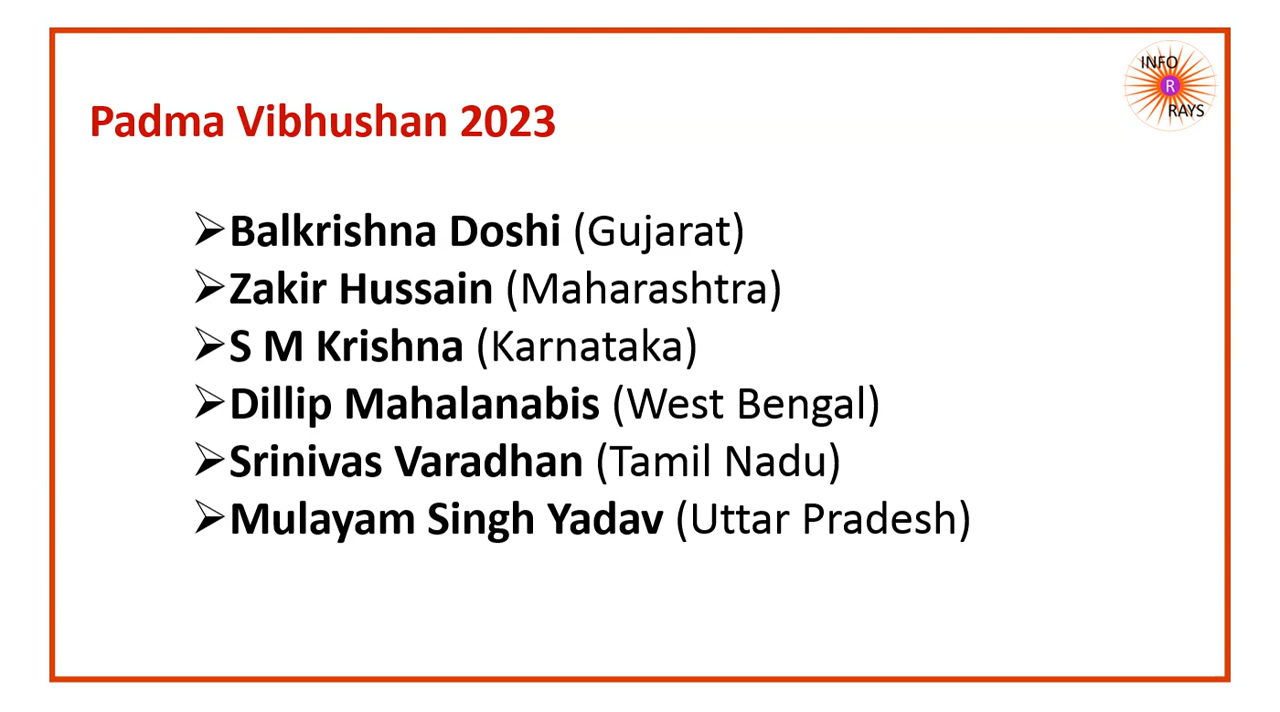 INFO
R
RAYS
Padma Vibhushan 2023
➢Balkrishna Doshi (Gujarat)
➢Zakir Hussain (Maharashtra)
➢S M Krishna (Karnataka)
➢Dillip Mahalanabis (West Bengal)
➢Srinivas Varadhan (Tamil Nadu)
➢Mulayam Singh Yadav (Uttar Pradesh)